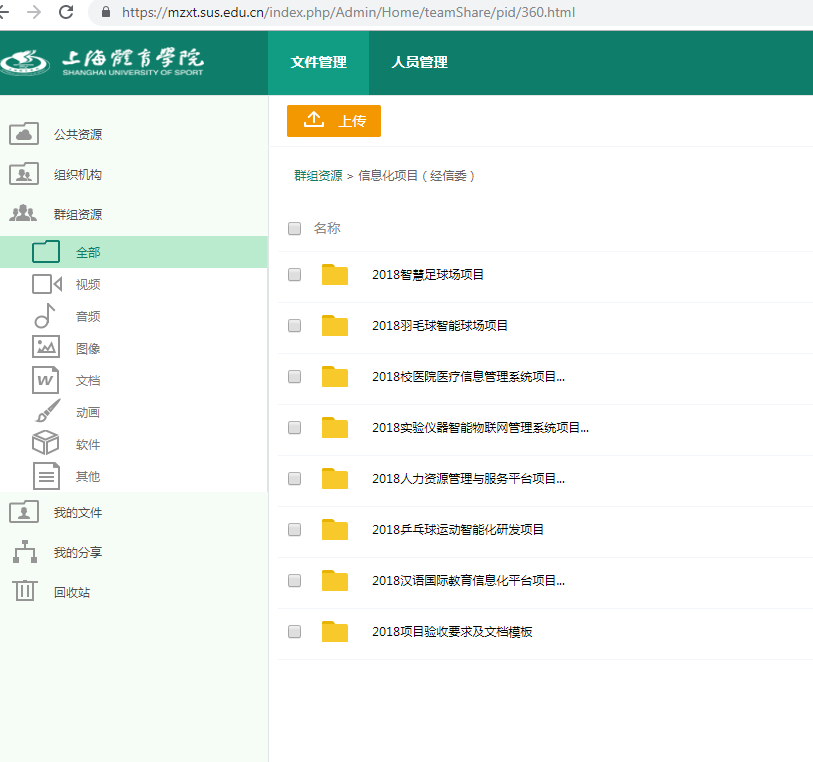 https://mzxt.sus.edu.cn/index.php/Admin/Home/teamShare/pid/360.html
上海體育學院
SHANGHAI UNIVERSITY OF SPORT
文件管理
人员管理
公共资源
组织机构
群组资源
全部
视频
音频
图像
W
文档
动画
软件
其他
我的文件
我的分享
回收站
上传
群组资源 > 信息化项目（经信委）
名称
2018智慧足球场项目
2018羽毛球智能球场项目
2018校医院医疗信息管理系统项目...
2018实验仪器智能物联网管理系统项目...
2018人力资源管理与服务平台项目...
2018乒乓球运动智能化研发项目
2018汉语国际教育信息化平台项目...
2018项目验收要求及文档模板